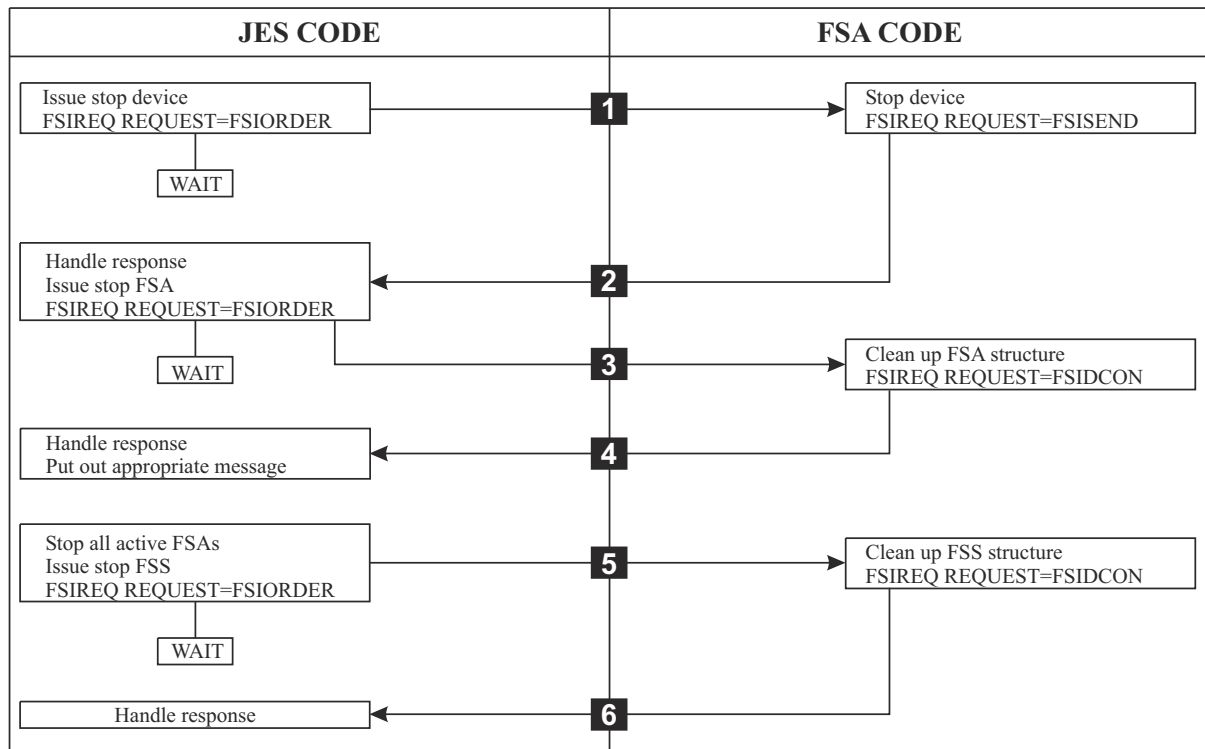 JES CODE
FSA CODE
Issue stop device
FSIREQ REQUEST=FSIORDER
1
Stop device
FSIREQ REQUEST=FSISEND
WAIT
Handle response
Issue stop FSA
FSIREQ REQUEST=FSIORDER
2
WAIT
3
Clean up FSA structure
FSIREQ REQUEST=FSIDCON
Handle response
Put out appropriate message
4
Stop all active FSAs
Issue stop FSS
FSIREQ REQUEST=FSIORDER
5
Clean up FSS structure
FSIREQ REQUEST=FSIDCON
WAIT
Handle response
6